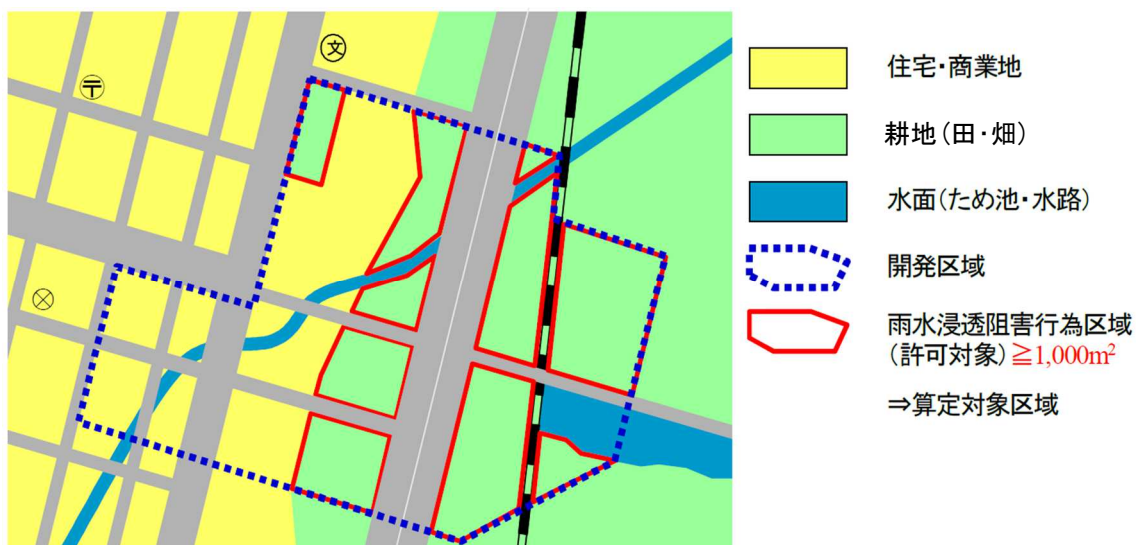 文
〒
住宅・商業地
耕地(田・畑)
水面(ため池・水路)
開発区域
雨水浸透阻害行為区域
(許可対象)≧1,000m²
⇒算定対象区域